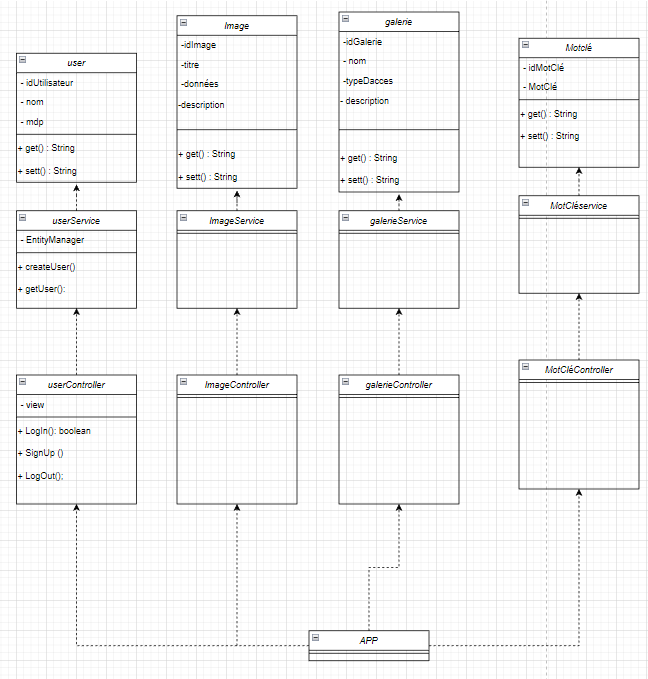 user
- idUtilisateur
- nom
- mdp
+ get() : String
+ sett() : String
Image
-idImage
-titre
-données
-description
+ get() : String
+ sett() : String
galerie
-idGalerie
- nom
-typeDacces
- description
+ get() : String
+ sett() : String
Motclé
- idMotClé
- MotClé
+ get() : String
+ sett() : String
userService
- EntityManager
+ createUser()
+ getUser():
ImageService
galerieService
MotCléservice
userController
- view
+ LogIn(): boolean
+ SignUp ()
+ LogOut():
ImageController
galerieController
MotCléController
APP